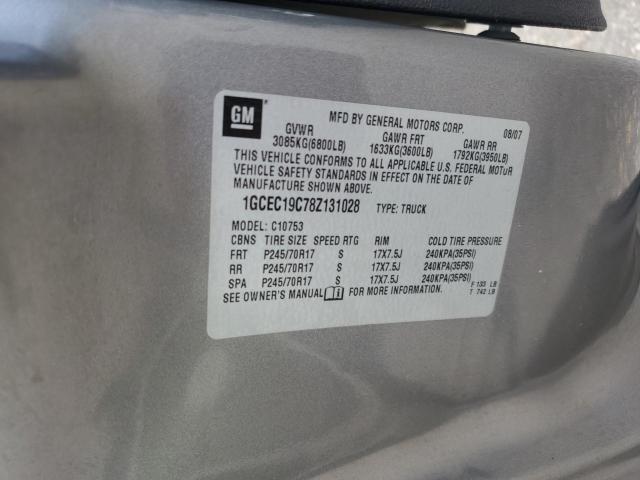 GM
MFD BY GENERAL MOTORS CORP. 08/07
GVWR GAWR FRT GAWR RR
3085KG(6800LB) 1633KG(3600LB) 1792KG(3950LB)
THIS VEHICLE CONFORMS TO ALL APPLICABLE U.S. FEDERAL MOTOR
VEHICLE SAFETY STANDARDS IN EFFECT ON THE DATE OF
MANUFACTURE SHOWN ABOVE.
1GCEC19C78Z131028 TYPE: TRUCK
MODEL: C10753
CBNS TIRE SIZE SPEED RTG RIM COLD TIRE PRESSURE
FRT P245/70R17 S 17X7.5J 240KPA(35PSI)
RR P245/70R17 S 17X7.5J 240KPA(35PSI)
SPA P245/70R17 S 17X7.5J 240KPA(35PSI)
SEE OWNER'S MANUAL FOR MORE INFORMATION.
F 133 LB
T 742 LB